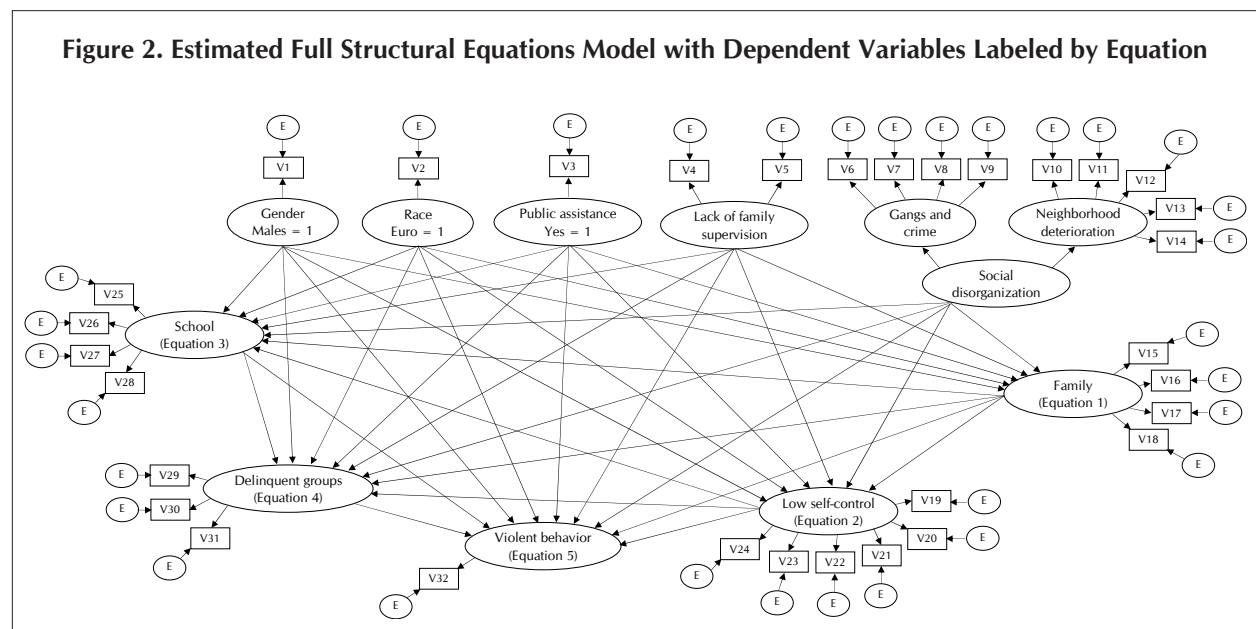 Figure 2. Estimated Full Structural Equations Model with Dependent Variables Labeled by Equation
E
E
E
E
E
E
E
E
E
E
E
E
V1
V2
V3
V4
V5
V6
V7
V8
V9
V10
V11
V12
Gender
Males = 1
Race
Euro = 1
Public assistance
Yes = 1
Lack of family
supervision
Gangs and
crime
Neighborhood
deterioration
V13
E
V14
E
Social
disorganization
E
V25
E
V26
E
V27
V28
E
School
(Equation 3)
Family
(Equation 1)
V15
E
V16
E
V17
E
V18
E
E
V29
E
V30
V31
E
Delinquent groups
(Equation 4)
Violent behavior
(Equation 5)
V32
E
Low self-control
(Equation 2)
V19
E
V20
E
V21
E
V22
E
V23
E
V24
E